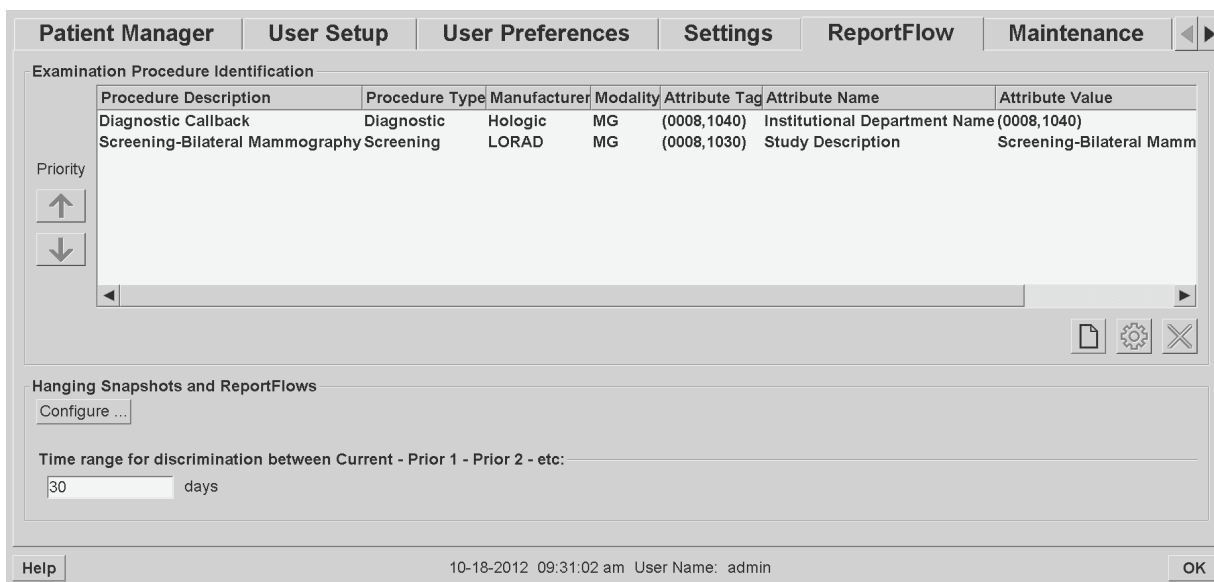 Patient Manager User Setup User Preferences Settings ReportFlow Maintenance
Examination Procedure Identification
Procedure Description Procedure Type Manufacturer Modality Attribute Tag Attribute Name Attribute Value
Diagnostic Callback Diagnostic Hologic MG (0008,1040) Institutional Department Name (0008,1040)
Screening-Bilateral Mammography Screening LORAD MG (0008,1030) Study Description Screening-Bilateral Mamm
Priority
Hanging Snapshots and ReportFlows
Configure ...
Time range for discrimination between Current - Prior 1 - Prior 2 - etc:
30 days
Help 10-18-2012 09:31:02 am User Name: admin OK